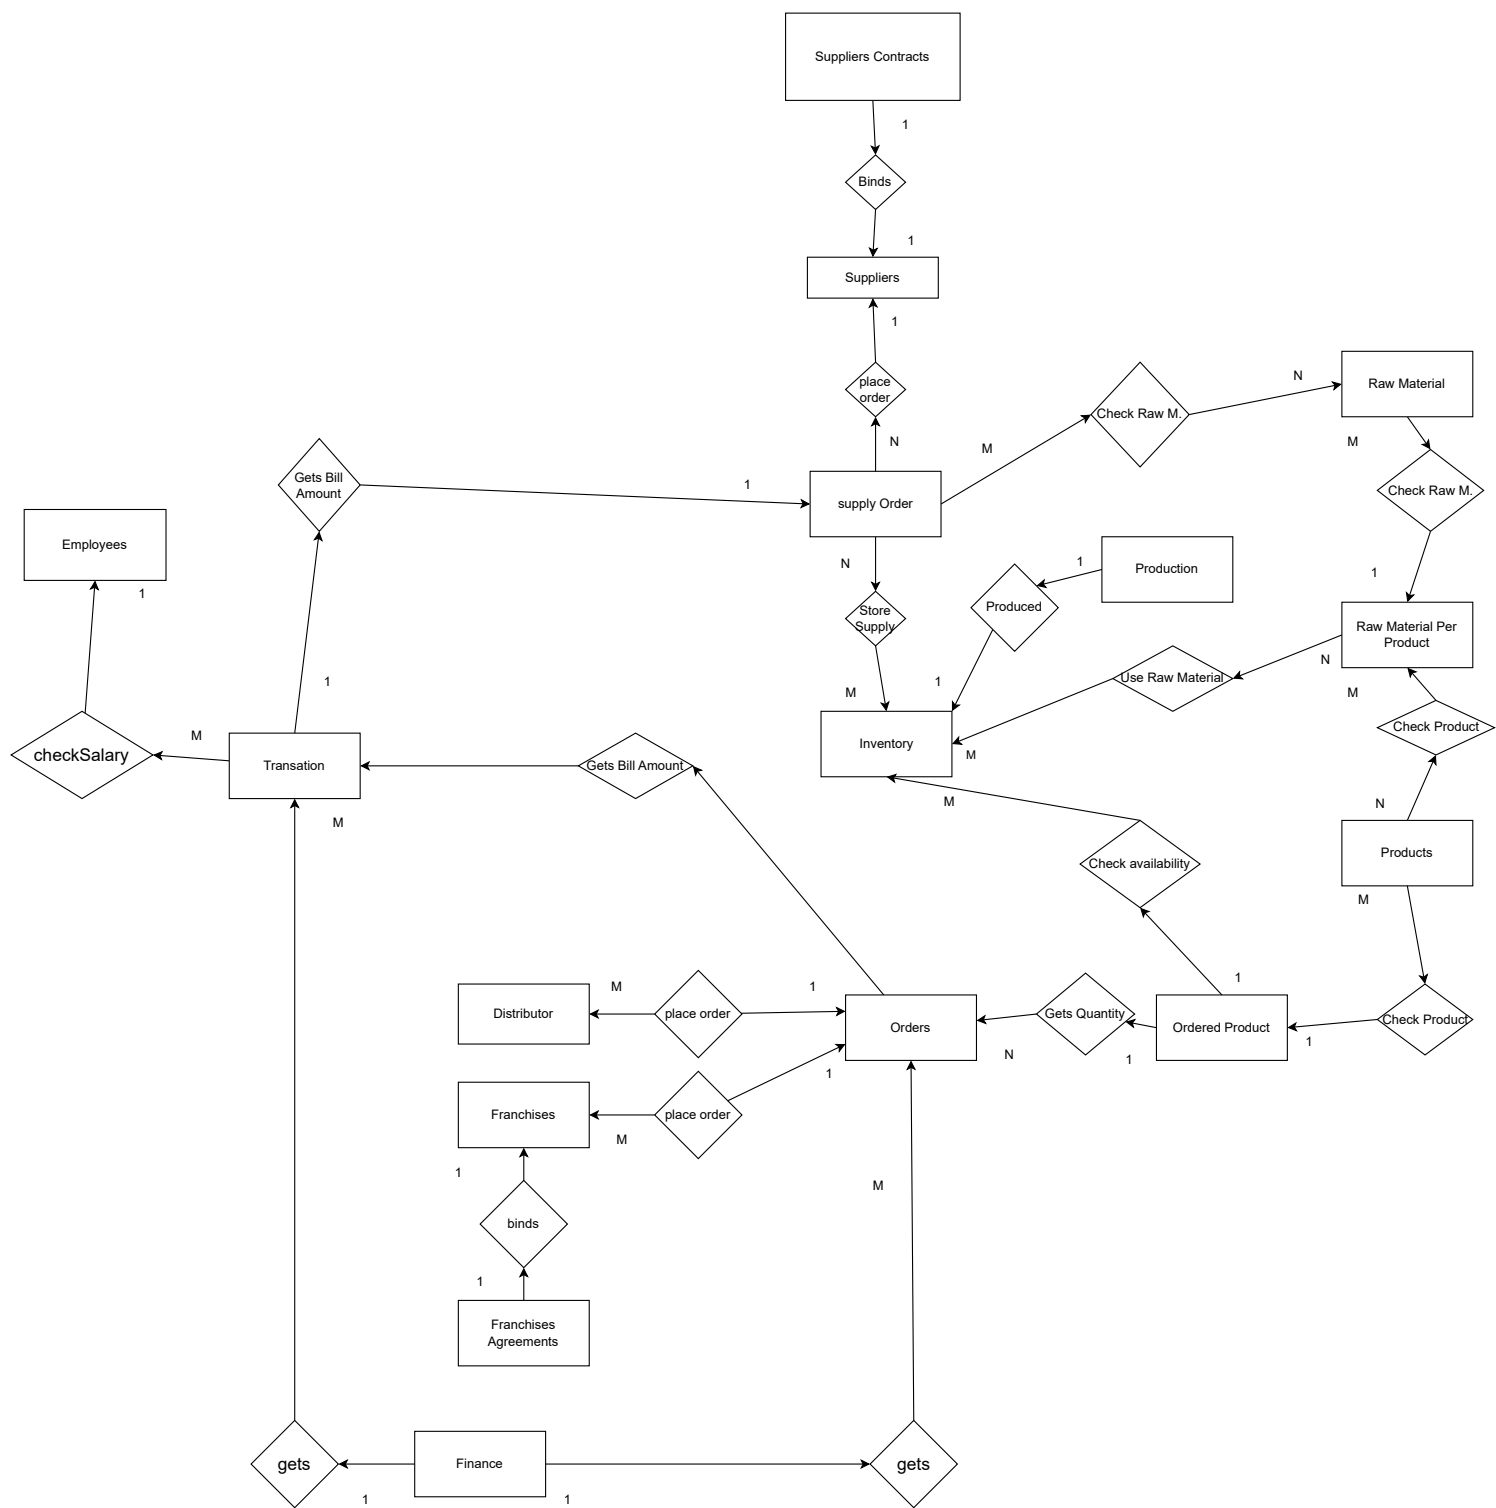 Suppliers Contracts
1
Binds
1
Suppliers
1
place
order
N
Raw Material
N
Check Raw M.
M
M
Check Raw M.
Gets Bill
Amount
1
supply Order
Employees
1
N
Production
1
Produced
Store
Supply
1
Raw Material Per
Product
N
M
Use Raw Material
1
1
M
M
checkSalary
M
Transation
Gets Bill Amount
Inventory
M
Check Product
N
M
M
Check availability
Products
M
1
Distributor
M
place order
1
Orders
Gets Quantity
N
1
Ordered Product
1
Check Product
Franchises
M
place order
1
1
binds
M
1
Franchises
Agreements
gets
Finance
gets
1
1